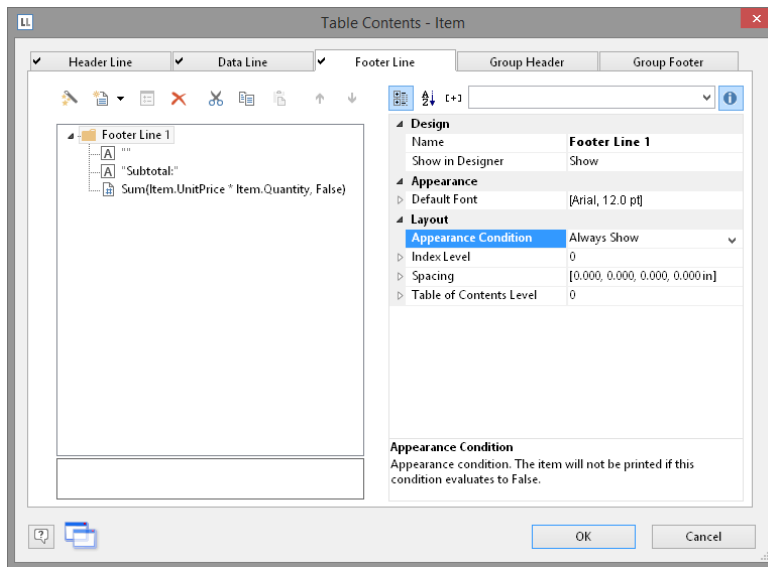 LL
Table Contents - Item
Header Line
Data Line
Footer Line
Group Header
Group Footer
Footer Line 1
A ""
A "Subtotal:"
# Sum(Item.UnitPrice * Item.Quantity, False)
A Z [+]
Design
Name Footer Line 1
Show in Designer Show
Appearance
Default Font [Arial, 12.0 pt]
Layout
Appearance Condition Always Show
Index Level 0
Spacing [0.000, 0.000, 0.000, 0.000 in]
Table of Contents Level 0
Appearance Condition
Appearance condition. The item will not be printed if this
condition evaluates to False.
OK
Cancel